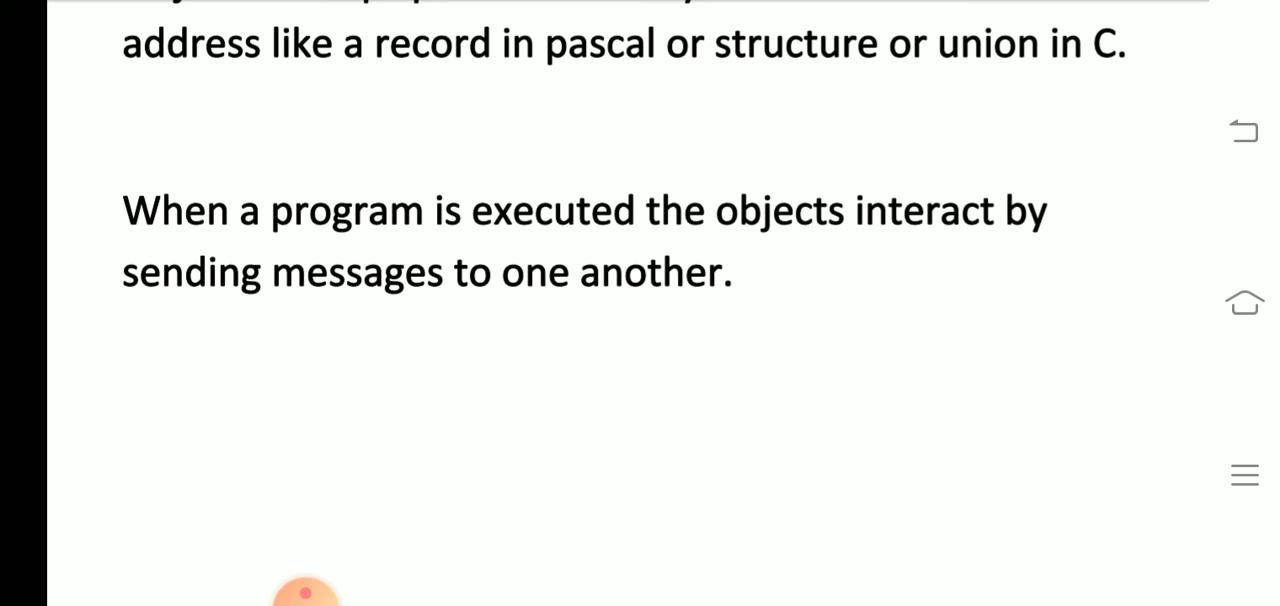 address like a record in pascal or structure or union in C.
When a program is executed the objects interact by
sending messages to one another.